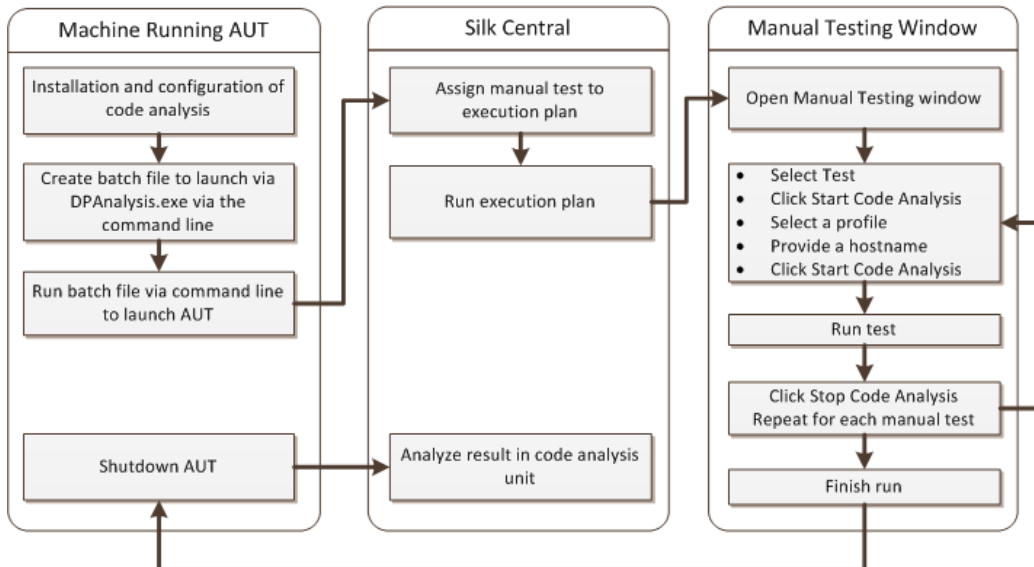 Machine Running AUT
Installation and configuration of
code analysis
Create batch file to launch via
DPAnalysis.exe via the
command line
Run batch file via command line
to launch AUT
Shutdown AUT
Silk Central
Assign manual test to
execution plan
Run execution plan
Analyze result in code analysis
unit
Manual Testing Window
Open Manual Testing window
• Select Test
• Click Start Code Analysis
• Select a profile
• Provide a hostname
• Click Start Code Analysis
Run test
Click Stop Code Analysis
Repeat for each manual test
Finish run